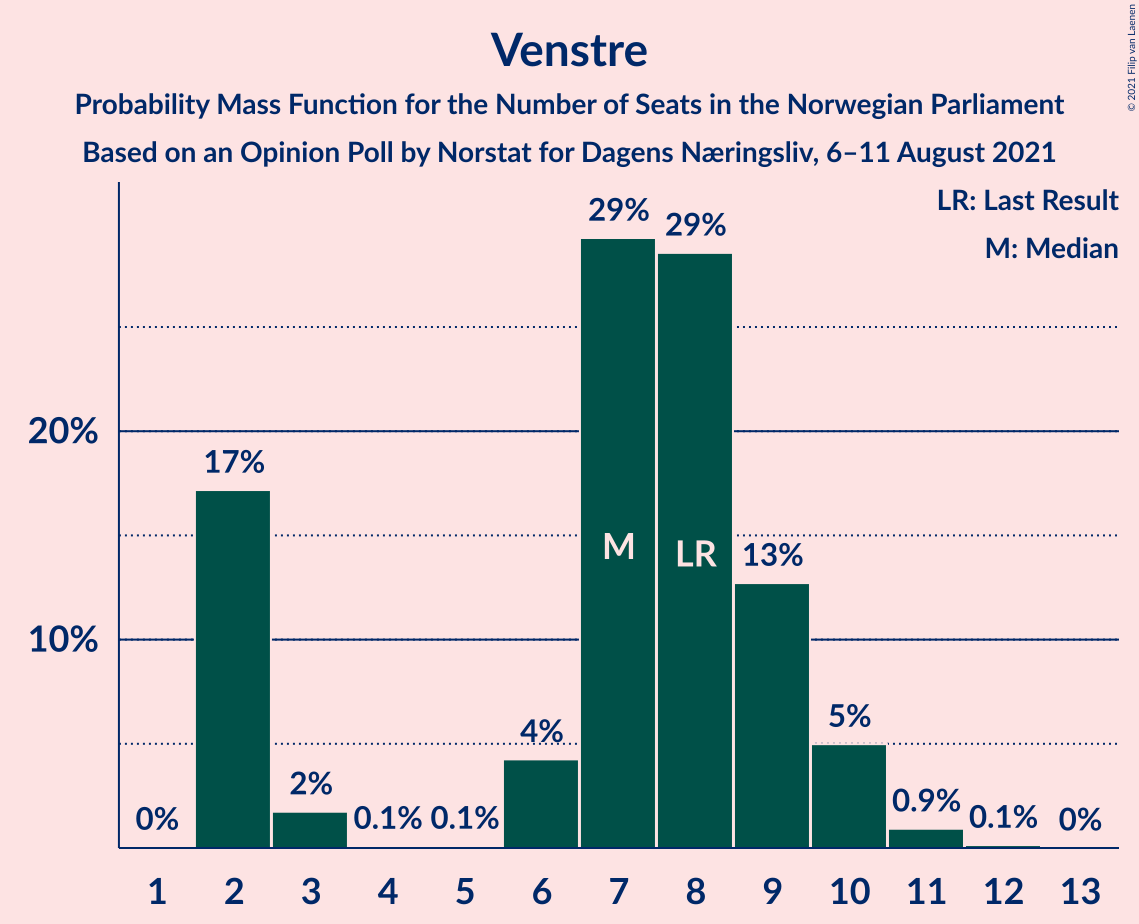 Venstre
Probability Mass Function for the Number of Seats in the Norwegian Parliament
Based on an Opinion Poll by Norstat for Dagens Næringsliv, 6–11 August 2021
© 2021 Filip van Laenen
LR: Last Result
M: Median
20%
10%
0%
17%
2%
0.1%
0.1%
4%
29%
29%
13%
5%
0.9%
0.1%
0%
M
LR
1 2 3 4 5 6 7 8 9 10 11 12 13